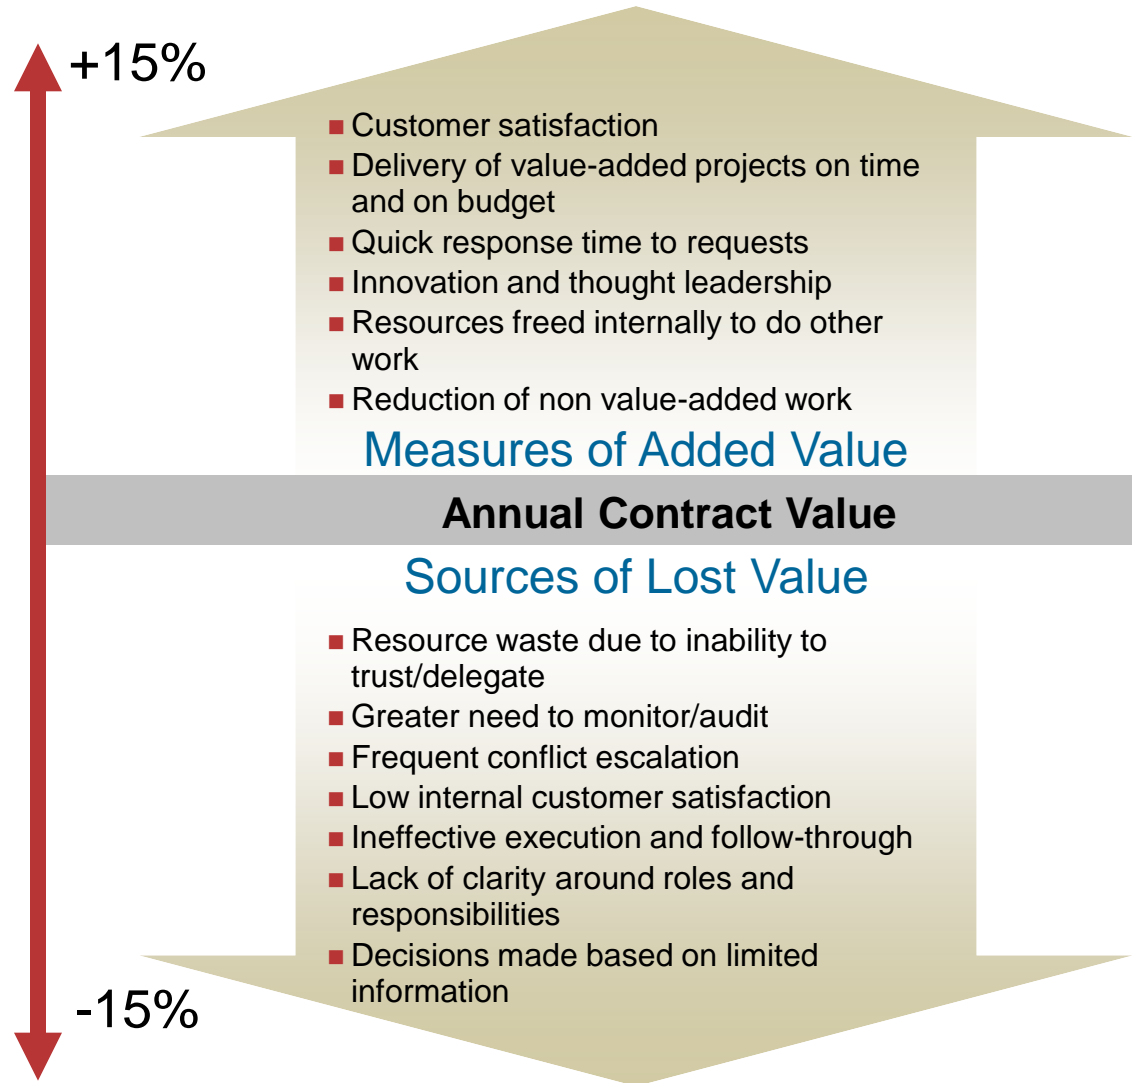 +15%
■ Customer satisfaction
■ Delivery of value-added projects on time
and on budget
■ Quick response time to requests
■ Innovation and thought leadership
■ Resources freed internally to do other
work
■ Reduction of non value-added work
Measures of Added Value
Annual Contract Value
Sources of Lost Value
■ Resource waste due to inability to
trust/delegate
■ Greater need to monitor/audit
■ Frequent conflict escalation
■ Low internal customer satisfaction
■ Ineffective execution and follow-through
■ Lack of clarity around roles and
responsibilities
■ Decisions made based on limited
information
-15%